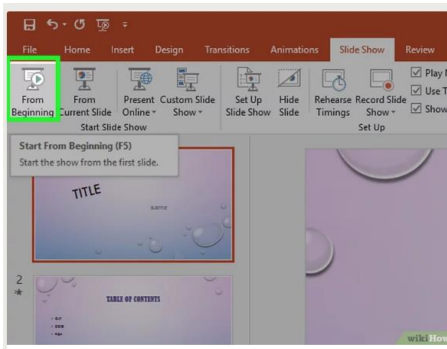 File Home Insert Design Transitions Animations Slide Show Review
From Beginning
From Current Slide
Present Online
Custom Slide Show
Set Up Slide Show
Hide Slide
Rehearse Timings
Record Slide Show
Play
Use
Show
Start Slide Show
Set Up
Start From Beginning (F5)
Start the show from the first slide.
TITLE
SUBTITLE
2
TABLE OF CONTENTS
wikiHow